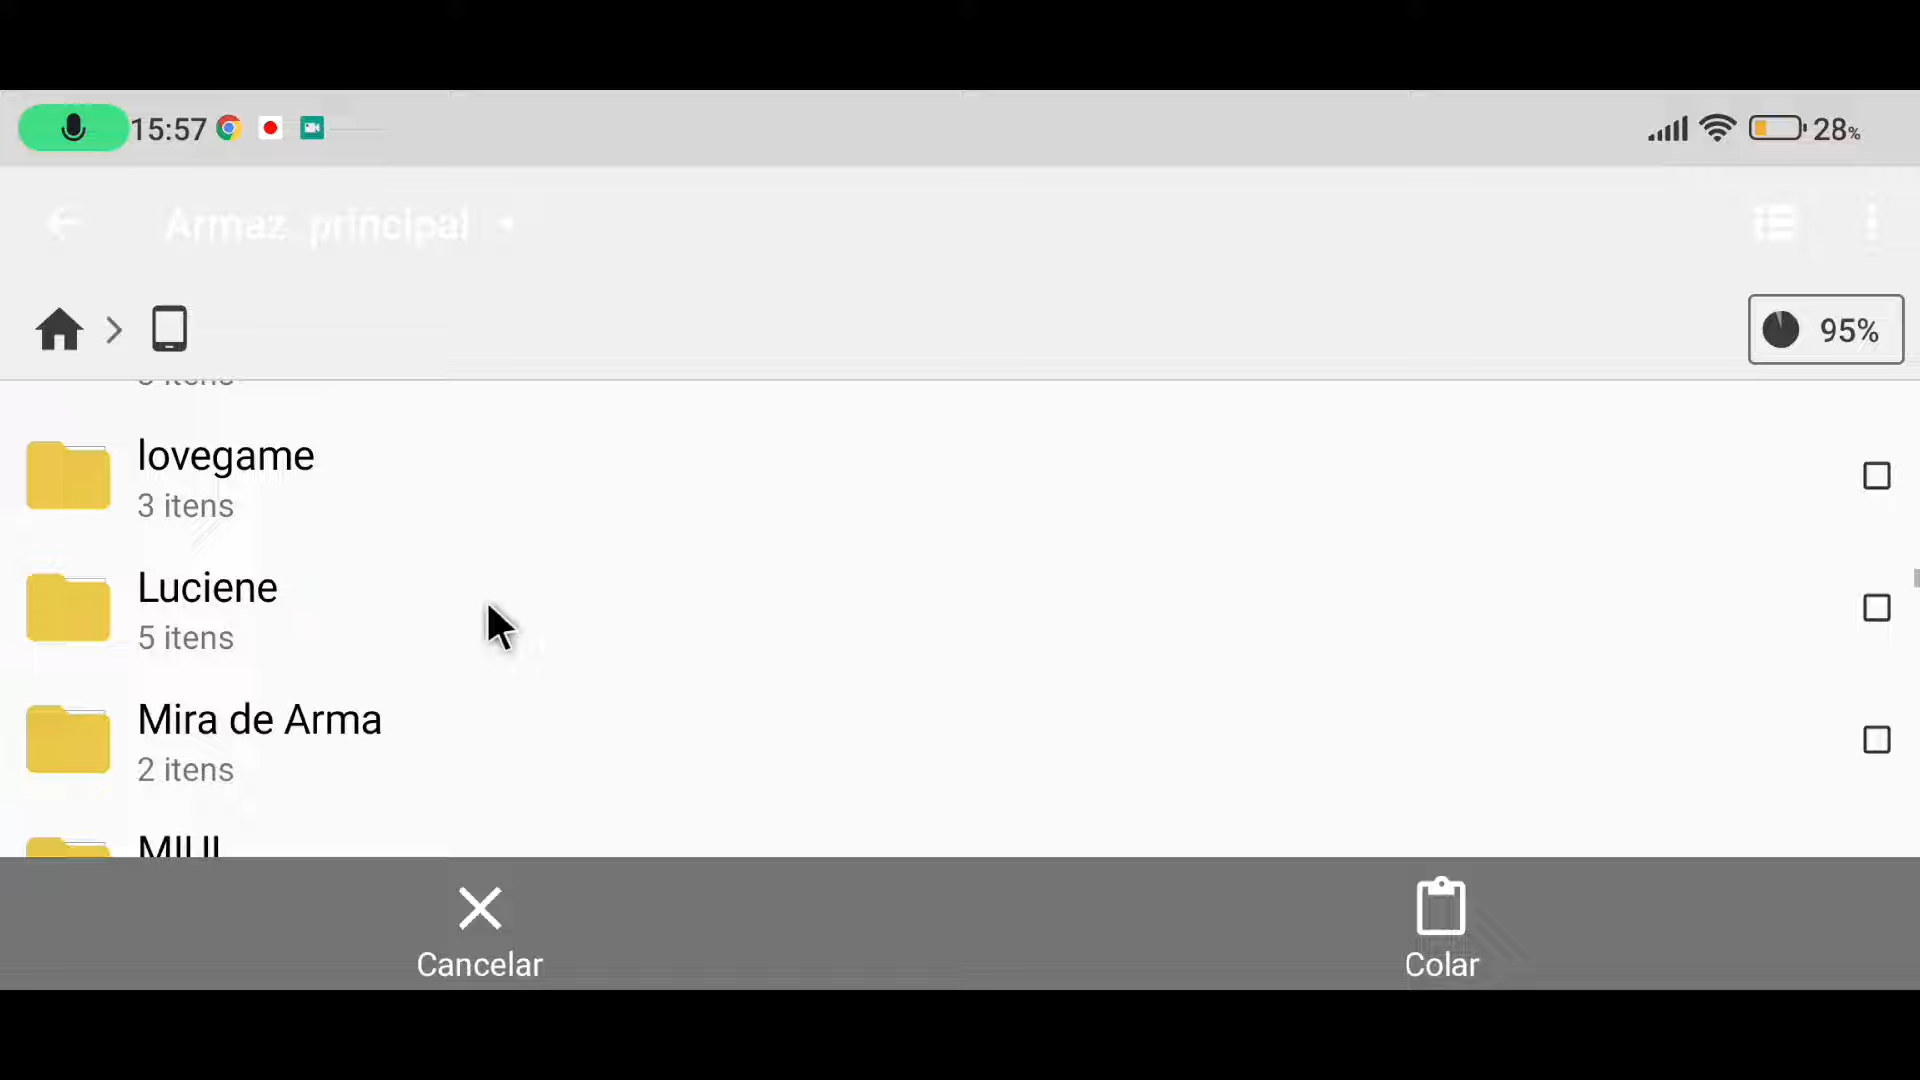 15:57
28%
Armaz. principal
95%
lovegame
3 itens
Luciene
5 itens
Mira de Arma
2 itens
MIUI
Cancelar
Colar